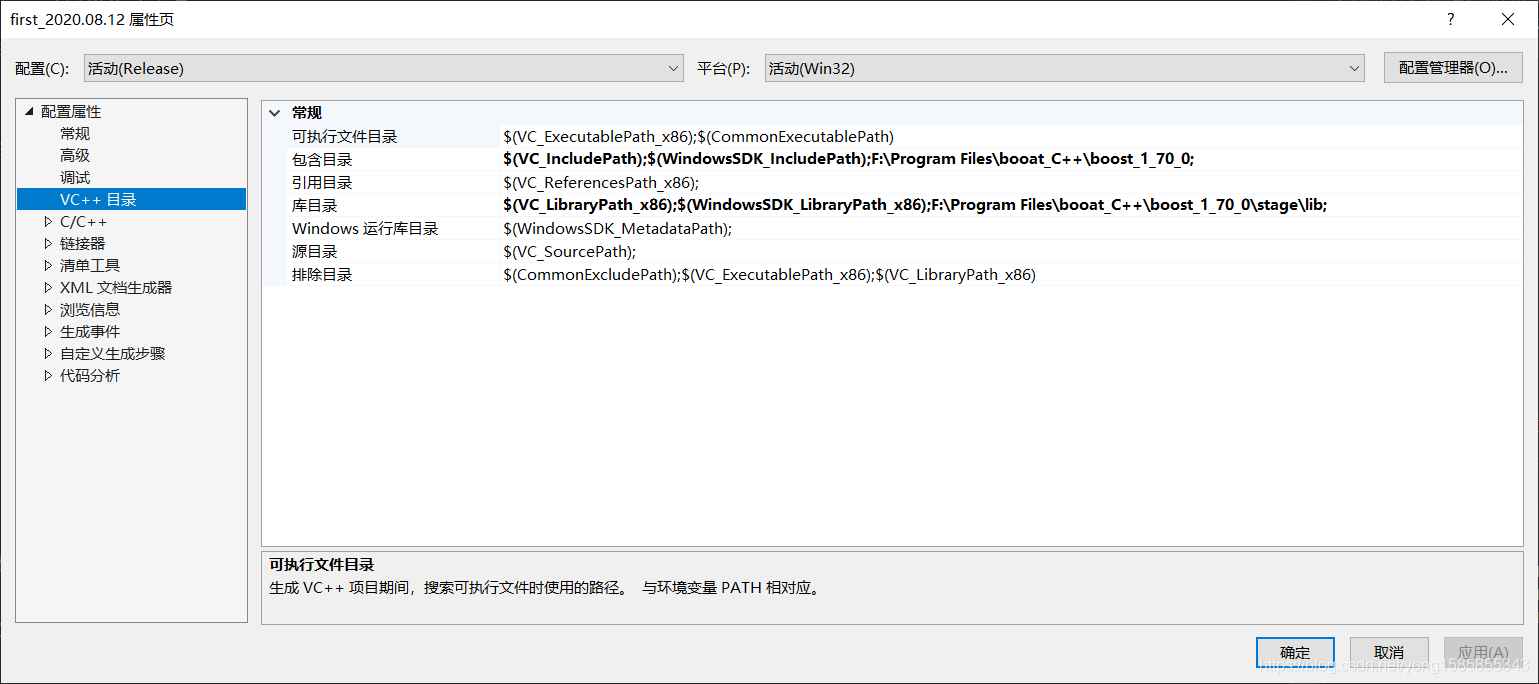 first_2020.08.12 属性页
?
配置(C):
活动(Release)
平台(P):
活动(Win32)
配置管理器(O)...
配置属性
常规
高级
调试
VC++ 目录
C/C++
链接器
清单工具
XML 文档生成器
浏览信息
生成事件
自定义生成步骤
代码分析
常规
可执行文件目录 $(VC_ExecutablePath_x86);$(CommonExecutablePath)
包含目录 $(VC_IncludePath);$(WindowsSDK_IncludePath);F:\Program Files\booat_C++\boost_1_70_0;
引用目录 $(VC_ReferencesPath_x86);
库目录 $(VC_LibraryPath_x86);$(WindowsSDK_LibraryPath_x86);F:\Program Files\booat_C++\boost_1_70_0\stage\lib;
Windows 运行库目录 $(WindowsSDK_MetadataPath);
源目录 $(VC_SourcePath);
排除目录 $(CommonExcludePath);$(VC_ExecutablePath_x86);$(VC_LibraryPath_x86)
可执行文件目录
生成 VC++ 项目期间，搜索可执行文件时使用的路径。 与环境变量 PATH 相对应。
确定
取消
应用(A)
https://blog.csdn.net/yong1585855343